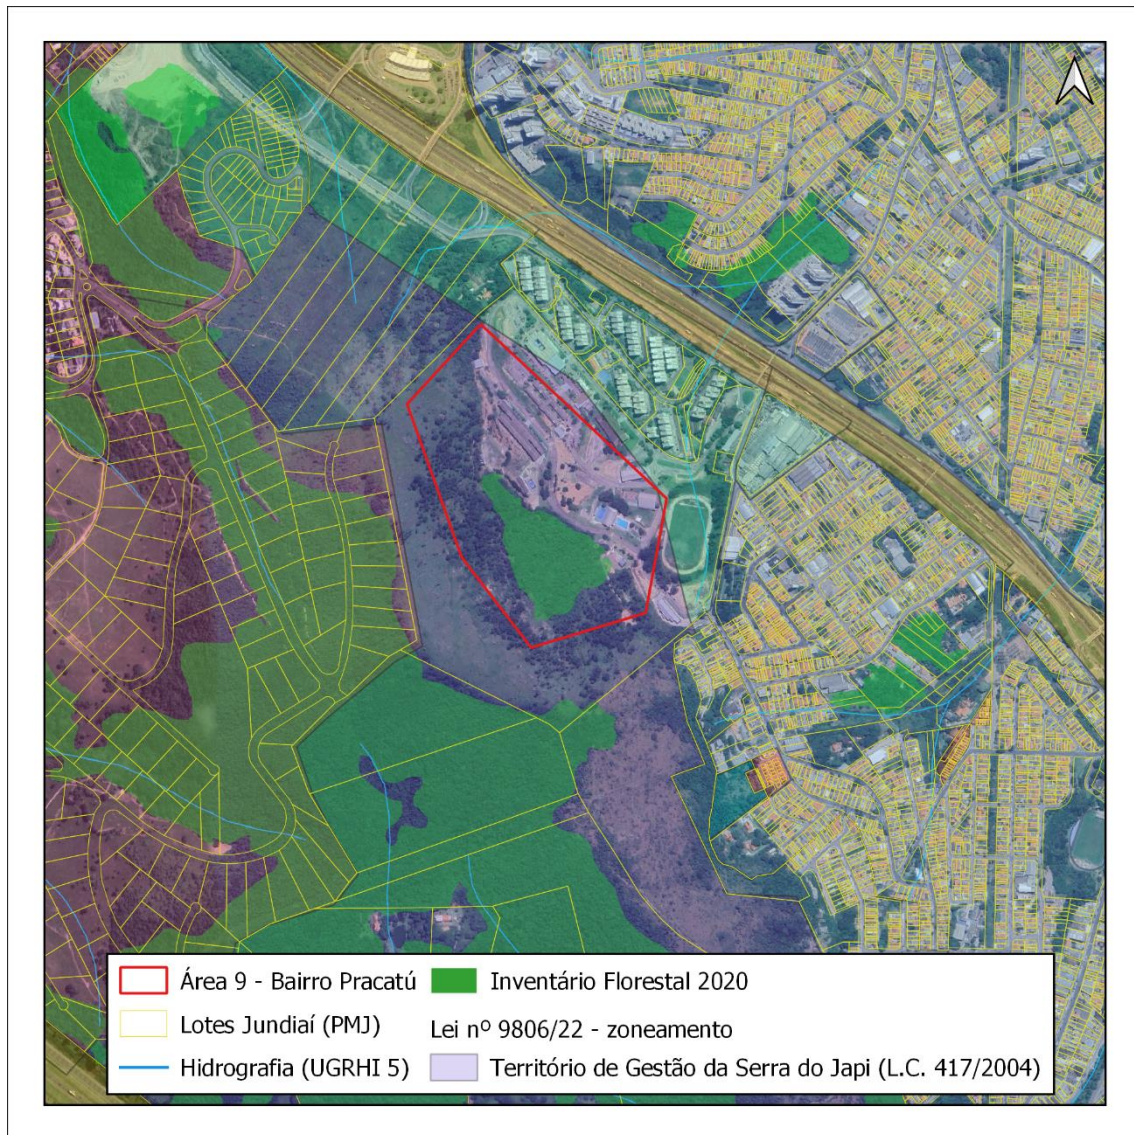 Área 9 - Bairro Pracatú
Inventário Florestal 2020
Lotes Jundiaí (PMJ)
Lei nº 9806/22 - zoneamento
Hidrografia (UGRHI 5)
Território de Gestão da Serra do Japi (L.C. 417/2004)